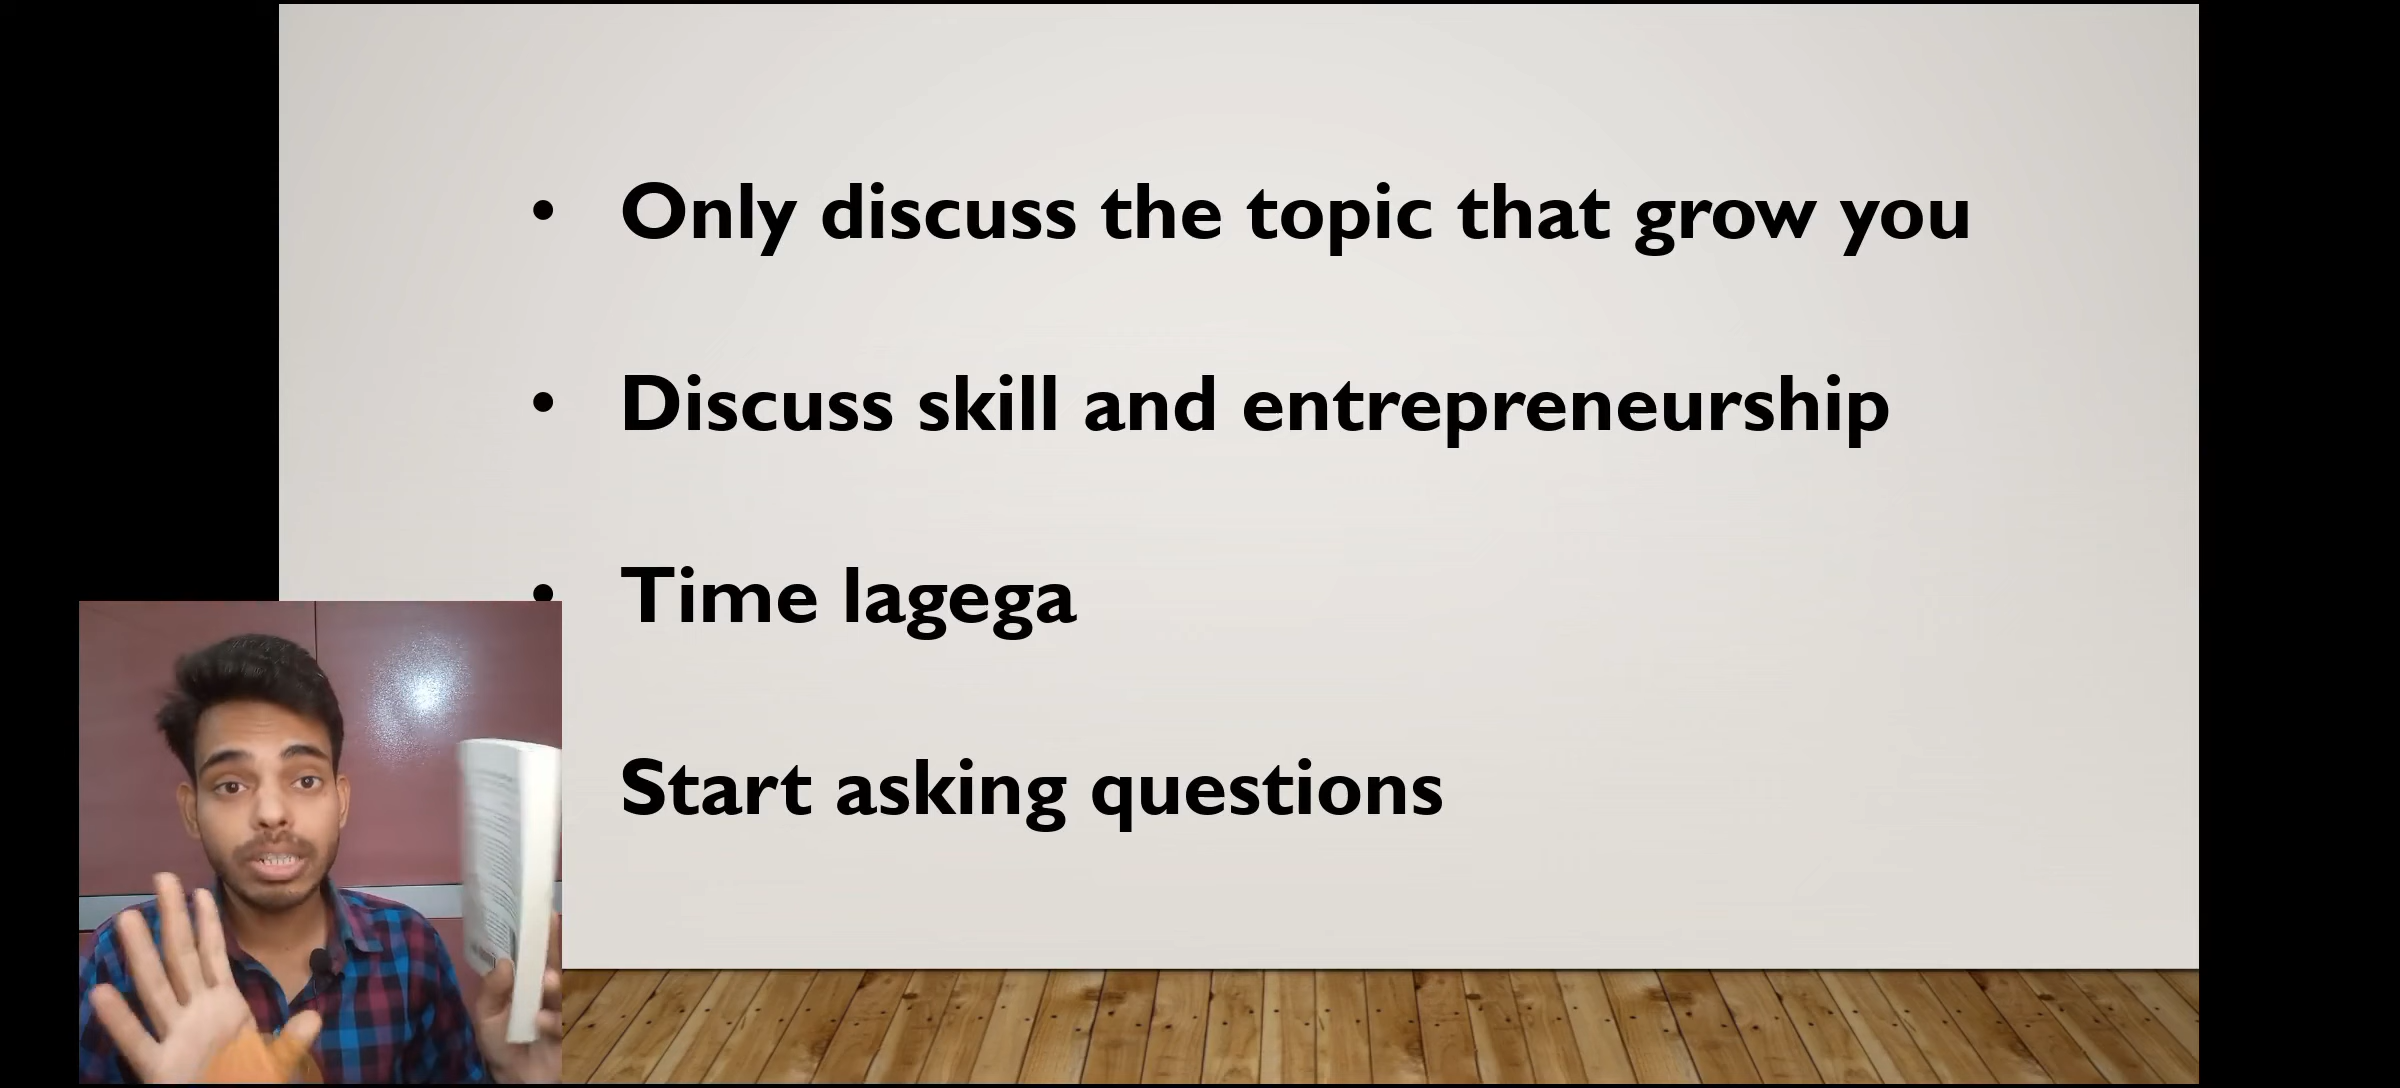 • Only discuss the topic that grow you
• Discuss skill and entrepreneurship
• Time lagega
Start asking questions